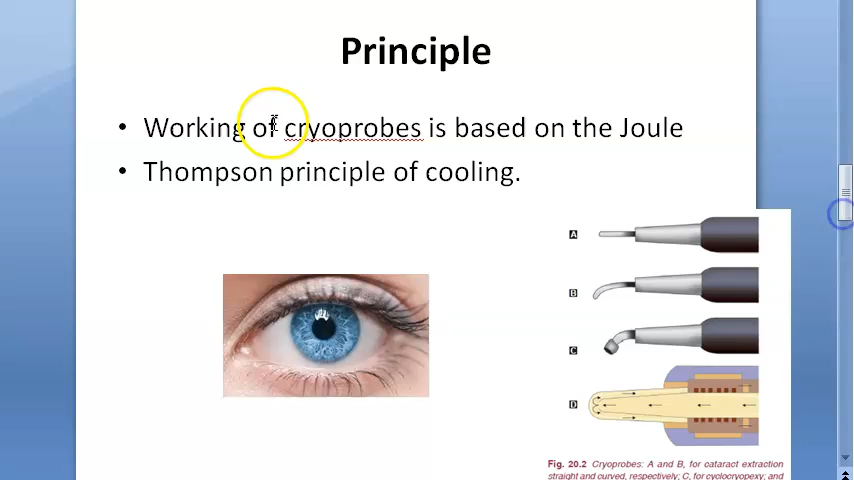 Principle
• Working of cryoprobes is based on the Joule
• Thompson principle of cooling.
A
B
C
D
Fig. 20.2 Cryoprobes: A and B, for cataract extraction
straight and curved, respectively; C, for cyclocryopexy; and